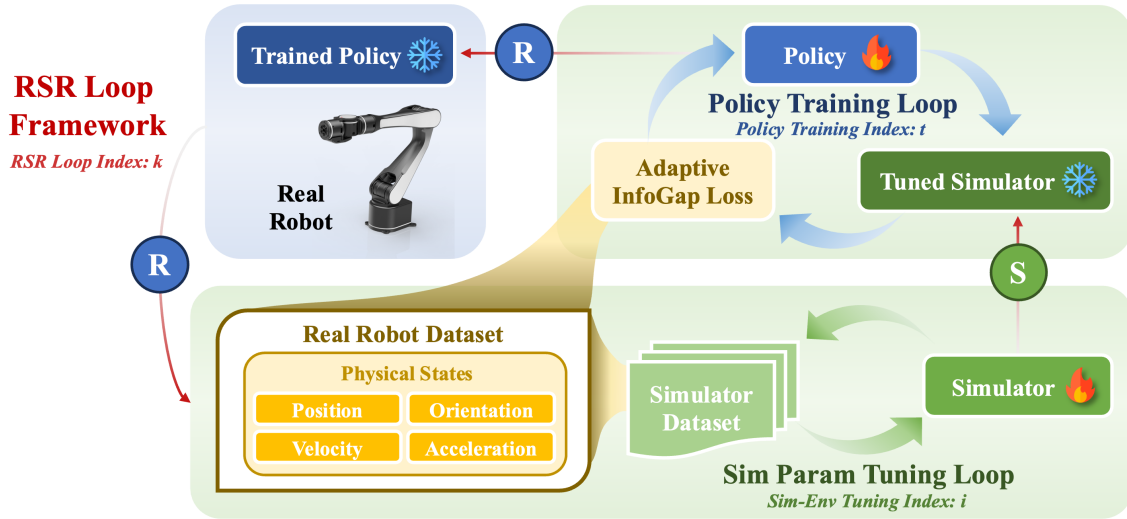 RSR Loop
Framework
RSR Loop Index: k
Trained Policy
R
Policy
Policy Training Loop
Policy Training Index: t
Real
Robot
Adaptive
InfoGap Loss
Tuned Simulator
R
S
Real Robot Dataset
Physical States
Position
Orientation
Velocity
Acceleration
Simulator
Dataset
Simulator
Sim Param Tuning Loop
Sim-Env Tuning Index: i